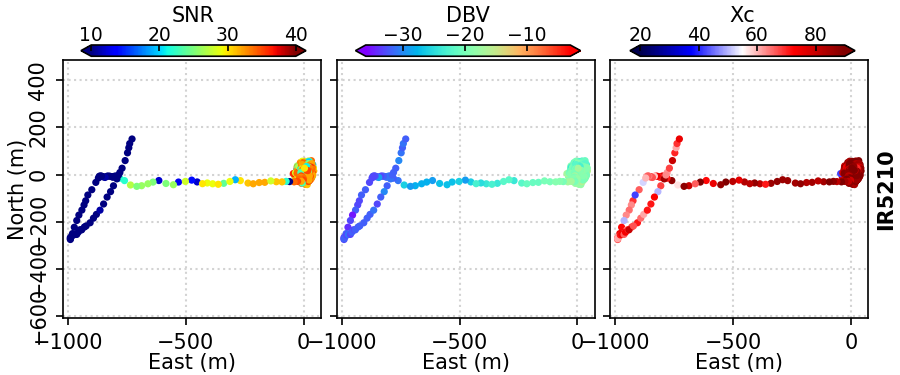 SNR DBV Xc
10 20 30 40 −30 −20 −10 20 40 60 80
400
200
0
−200
−400
−600
North (m)
IR5210
−1000 −500 0 −1000 −500 0 −1000 −500 0
East (m) East (m) East (m)